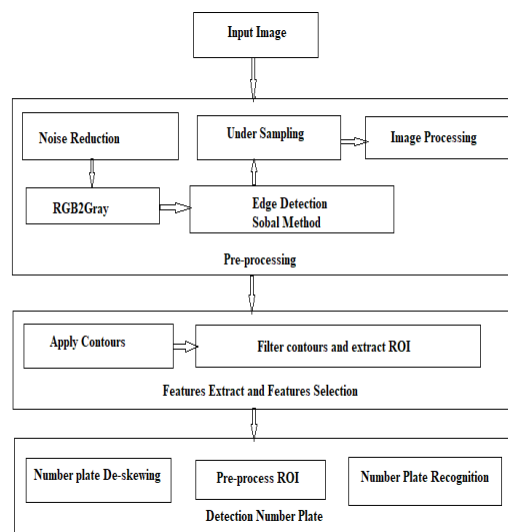 Input Image
Noise Reduction
Under Sampling
Image Processing
RGB2Gray
Edge Detection
Sobal Method
Pre-processing
Apply Contours
Filter contours and extract ROI
Features Extract and Features Selection
Number plate De-skewing
Pre-process ROI
Number Plate Recognition
Detection Number Plate